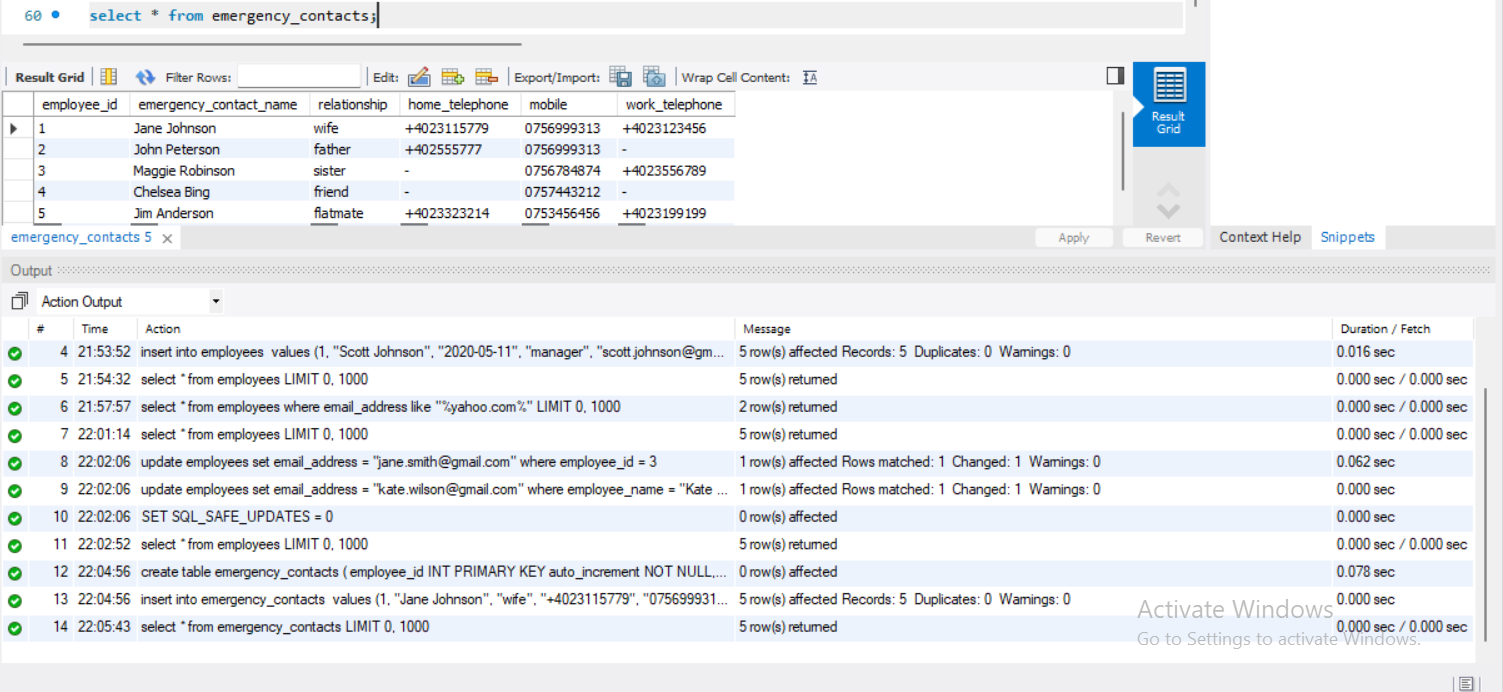 60 select * from emergency_contacts;
Result Grid Filter Rows: Edit: Export/Import: Wrap Cell Content: IA
employee_id emergency_contact_name relationship home_telephone mobile work_telephone
1 Jane Johnson wife +4023115779 0756999313 +4023123456
2 John Peterson father +402555777 0756999313 -
3 Maggie Robinson sister - 0756784874 +4023556789
4 Chelsea Bing friend - 0757443212 -
5 Jim Anderson flatmate +4023323214 0753456456 +4023199199
Result
Grid
emergency_contacts 5 Apply Revert Context Help Snippets
Output
Action Output
# Time Action Message Duration / Fetch
4 21:53:52 insert into employees values (1, "Scott Johnson", "2020-05-11", "manager", "scott.johnson@gm... 5 row(s) affected Records: 5 Duplicates: 0 Warnings: 0 0.016 sec
5 21:54:32 select * from employees LIMIT 0, 1000 5 row(s) returned 0.000 sec / 0.000 sec
6 21:57:57 select * from employees where email_address like "%yahoo.com%" LIMIT 0, 1000 2 row(s) returned 0.000 sec / 0.000 sec
7 22:01:14 select * from employees LIMIT 0, 1000 5 row(s) returned 0.000 sec / 0.000 sec
8 22:02:06 update employees set email_address = "jane.smith@gmail.com" where employee_id = 3 1 row(s) affected Rows matched: 1 Changed: 1 Warnings: 0 0.062 sec
9 22:02:06 update employees set email_address = "kate.wilson@gmail.com" where employee_name = "Kate ... 1 row(s) affected Rows matched: 1 Changed: 1 Warnings: 0 0.000 sec
10 22:02:06 SET SQL_SAFE_UPDATES = 0 0 row(s) affected 0.000 sec
11 22:02:52 select * from employees LIMIT 0, 1000 5 row(s) returned 0.000 sec / 0.000 sec
12 22:04:56 create table emergency_contacts ( employee_id INT PRIMARY KEY auto_increment NOT NULL,... 0 row(s) affected 0.078 sec
13 22:04:56 insert into emergency_contacts values (1, "Jane Johnson", "wife", "+4023115779", "075699931... 5 row(s) affected Records: 5 Duplicates: 0 Warnings: 0 0.000 sec
14 22:05:43 select * from emergency_contacts LIMIT 0, 1000 5 row(s) returned 0.000 sec / 0.000 sec
Activate Windows
Go to Settings to activate Windows.